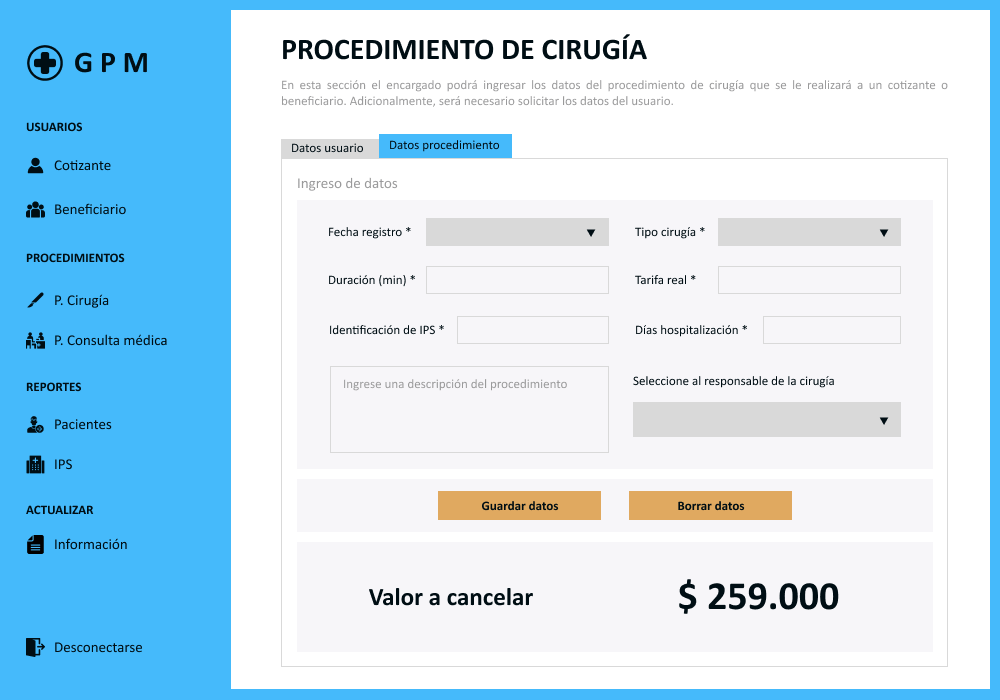 GPM
USUARIOS
Cotizante
Beneficiario
PROCEDIMIENTOS
P. Cirugía
P. Consulta médica
REPORTES
Pacientes
IPS
ACTUALIZAR
Información
Desconectarse
PROCEDIMIENTO DE CIRUGÍA
En esta sección el encargado podrá ingresar los datos del procedimiento de cirugía que se le realizará a un cotizante o
beneficiario. Adicionalmente, será necesario solicitar los datos del usuario.
Datos usuario
Datos procedimiento
Ingreso de datos
Fecha registro *
Tipo cirugía *
Duración (min) *
Tarifa real *
Identificación de IPS *
Días hospitalización *
Ingrese una descripción del procedimiento
Seleccione al responsable de la cirugía
Guardar datos
Borrar datos
Valor a cancelar
$ 259.000